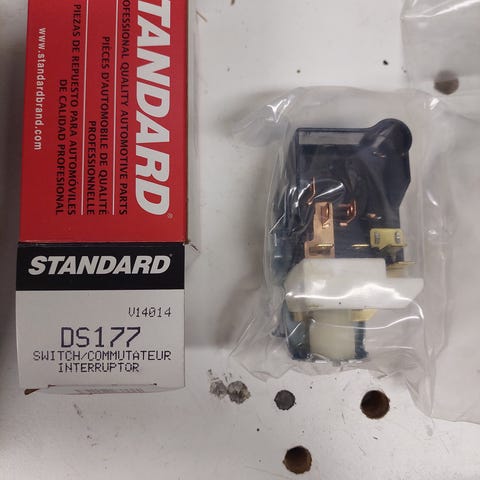 STANDARD®
PROFESSIONAL QUALITY AUTOMOTIVE PARTS
PIÈCES D'AUTOMOBILE DE QUALITÉ
PROFESSIONNELLE
PIEZAS DE REPUESTO PARA AUTOMÓVILES
DE CALIDAD PROFESIONAL
www.standardbrand.com
STANDARD
V14014
DS177
SWITCH/COMMUTATEUR
INTERRUPTOR